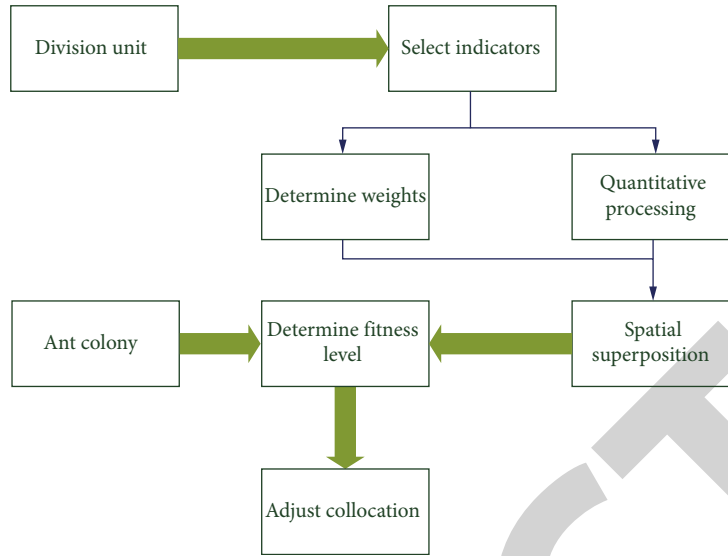 Division unit
Select indicators
Determine weights
Quantitative
processing
Ant colony
Determine fitness
level
Spatial
superposition
Adjust collocation